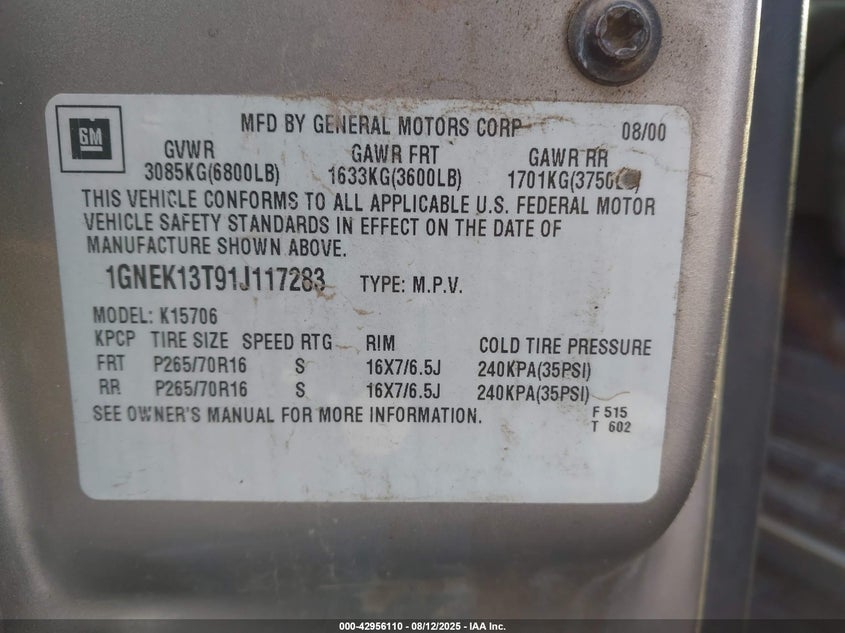 GM
MFD BY GENERAL MOTORS CORP 08/00
GVWR GAWR FRT GAWR RR
3085KG(6800LB) 1633KG(3600LB) 1701KG(3750LB)
THIS VEHICLE CONFORMS TO ALL APPLICABLE U.S. FEDERAL MOTOR
VEHICLE SAFETY STANDARDS IN EFFECT ON THE DATE OF
MANUFACTURE SHOWN ABOVE.
1GNEK13T91J117283 TYPE: M.P.V.
MODEL: K15706
KPCP TIRE SIZE SPEED RTG RIM COLD TIRE PRESSURE
FRT P265/70R16 S 16X7/6.5J 240KPA(35PSI)
RR P265/70R16 S 16X7/6.5J 240KPA(35PSI)
SEE OWNER'S MANUAL FOR MORE INFORMATION.
F 515
T 602
000-42956110 - 08/12/2025 - IAA Inc.